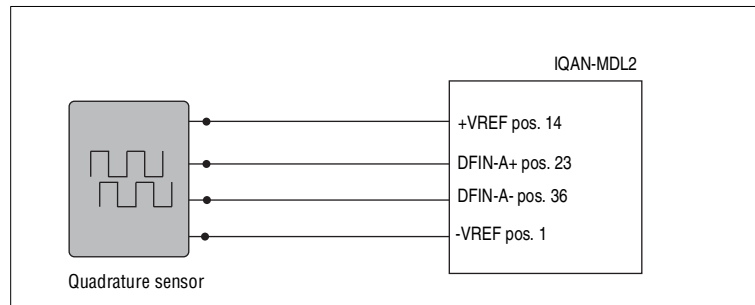 IQAN-MDL2
+VREF pos. 14
DFIN-A+ pos. 23
DFIN-A- pos. 36
-VREF pos. 1
Quadrature sensor